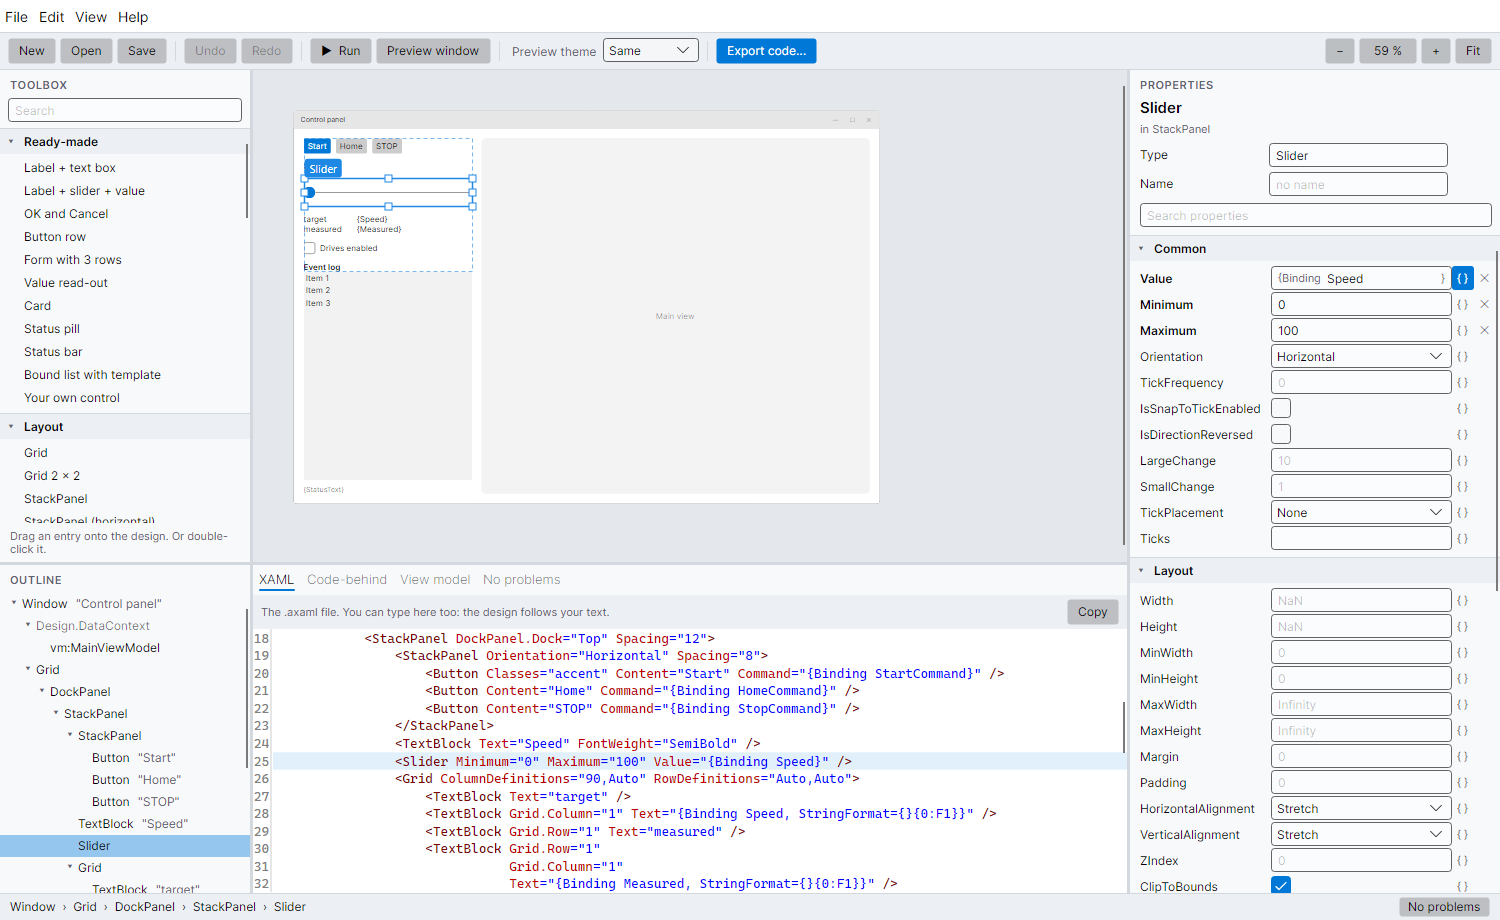 File Edit View Help
New Open Save Undo Redo Run Preview window Preview theme Same Export code... − 59 % + Fit
TOOLBOX
Search
Ready-made
Label + text box
Label + slider + value
OK and Cancel
Button row
Form with 3 rows
Value read-out
Card
Status pill
Status bar
Bound list with template
Your own control
Layout
Grid
Grid 2 × 2
StackPanel
StackPanel (horizontal)
Drag an entry onto the design. Or double-
click it.
OUTLINE
Window "Control panel"
Design.DataContext
vm:MainViewModel
Grid
DockPanel
StackPanel
StackPanel
Button "Start"
Button "Home"
Button "STOP"
TextBlock "Speed"
Slider
Grid
TextBlock "target"
Control panel
Start Home STOP
Slider
target {Speed}
measured {Measured}
Drives enabled
Event log
Item 1
Item 2
Item 3
{StatusText}
Main view
XAML Code-behind View model No problems
The .axaml file. You can type here too: the design follows your text. Copy
18 <StackPanel DockPanel.Dock="Top" Spacing="12">
19 <StackPanel Orientation="Horizontal" Spacing="8">
20 <Button Classes="accent" Content="Start" Command="{Binding StartCommand}" />
21 <Button Content="Home" Command="{Binding HomeCommand}" />
22 <Button Content="STOP" Command="{Binding StopCommand}" />
23 </StackPanel>
24 <TextBlock Text="Speed" FontWeight="SemiBold" />
25 <Slider Minimum="0" Maximum="100" Value="{Binding Speed}" />
26 <Grid ColumnDefinitions="90,Auto" RowDefinitions="Auto,Auto">
27 <TextBlock Text="target" />
28 <TextBlock Grid.Column="1" Text="{Binding Speed, StringFormat={}{0:F1}}" />
29 <TextBlock Grid.Row="1" Text="measured" />
30 <TextBlock Grid.Row="1"
31 Grid.Column="1"
32 Text="{Binding Measured, StringFormat={}{0:F1}}" />
PROPERTIES
Slider
in StackPanel
Type Slider
Name no name
Search properties
Common
Value {Binding Speed } {} ×
Minimum 0 {} ×
Maximum 100 {} ×
Orientation Horizontal {}
TickFrequency 0 {}
IsSnapToTickEnabled {}
IsDirectionReversed {}
LargeChange 10 {}
SmallChange 1 {}
TickPlacement None {}
Ticks {}
Layout
Width NaN {}
Height NaN {}
MinWidth 0 {}
MinHeight 0 {}
MaxWidth Infinity {}
MaxHeight Infinity {}
Margin 0 {}
Padding 0 {}
HorizontalAlignment Stretch {}
VerticalAlignment Stretch {}
ZIndex 0 {}
ClipToBounds {}
Window › Grid › DockPanel › StackPanel › Slider No problems